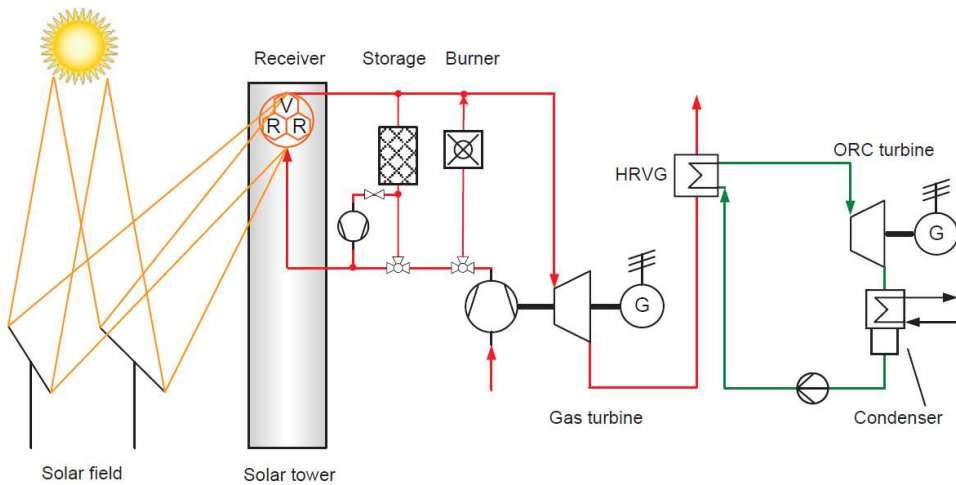 Receiver
Storage
Burner
V
R R
HRVG
ORC turbine
G
G
Gas turbine
Condenser
Solar field
Solar tower